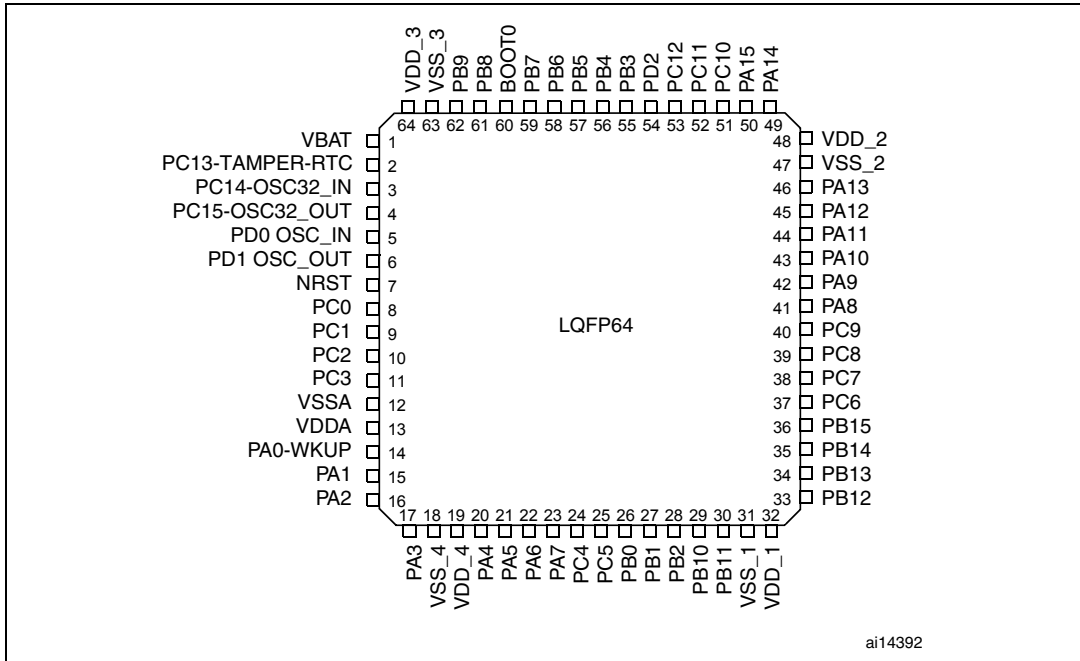 VDD_3
VSS_3
PB9
PB8
BOOT0
PB7
PB6
PB5
PB4
PB3
PD2
PC12
PC11
PC10
PA15
PA14
64 63 62 61 60 59 58 57 56 55 54 53 52 51 50 49
VBAT 1
PC13-TAMPER-RTC 2
PC14-OSC32_IN 3
PC15-OSC32_OUT 4
PD0 OSC_IN 5
PD1 OSC_OUT 6
NRST 7
PC0 8
PC1 9
PC2 10
PC3 11
VSSA 12
VDDA 13
PA0-WKUP 14
PA1 15
PA2 16
LQFP64
48 VDD_2
47 VSS_2
46 PA13
45 PA12
44 PA11
43 PA10
42 PA9
41 PA8
40 PC9
39 PC8
38 PC7
37 PC6
36 PB15
35 PB14
34 PB13
33 PB12
17 18 19 20 21 22 23 24 25 26 27 28 29 30 31 32
PA3
VSS_4
VDD_4
PA4
PA5
PA6
PA7
PC4
PC5
PB0
PB1
PB2
PB10
PB11
VSS_1
VDD_1
ai14392